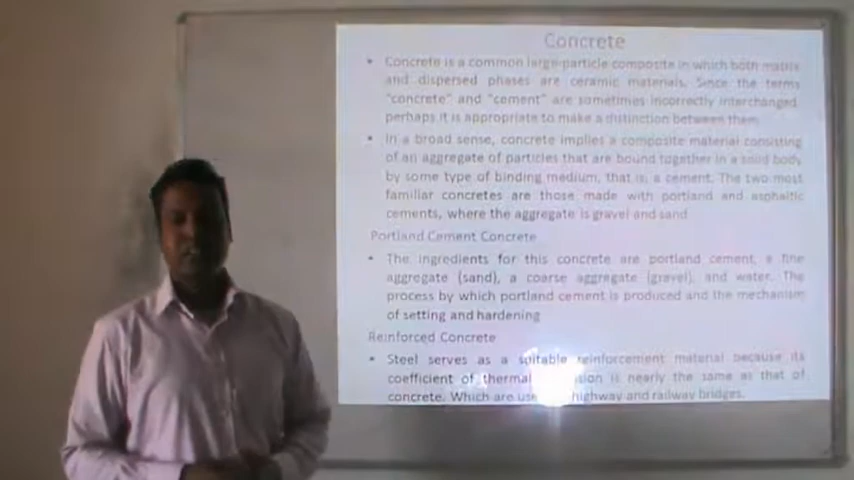 Concrete
• Concrete is a common large-particle composite in which both matrix
and dispersed phases are ceramic materials. Since the terms
"concrete" and "cement" are sometimes incorrectly interchanged
perhaps it is appropriate to make a distinction between them.
• In a broad sense, concrete implies a composite material consisting
of an aggregate of particles that are bound together in a solid body
by some type of binding medium, that is, a cement. The two most
familiar concretes are those made with portland and asphaltic
cements, where the aggregate is gravel and sand
Portland Cement Concrete
• The ingredients for this concrete are portland cement, a fine
aggregate (sand), a coarse aggregate (gravel), and water. The
process by which portland cement is produced and the mechanism
of setting and hardening
Reinforced Concrete
• Steel serves as a suitable reinforcement material because its
coefficient of thermal is nearly the same as that of
concrete. Which are highway and railway bridges.